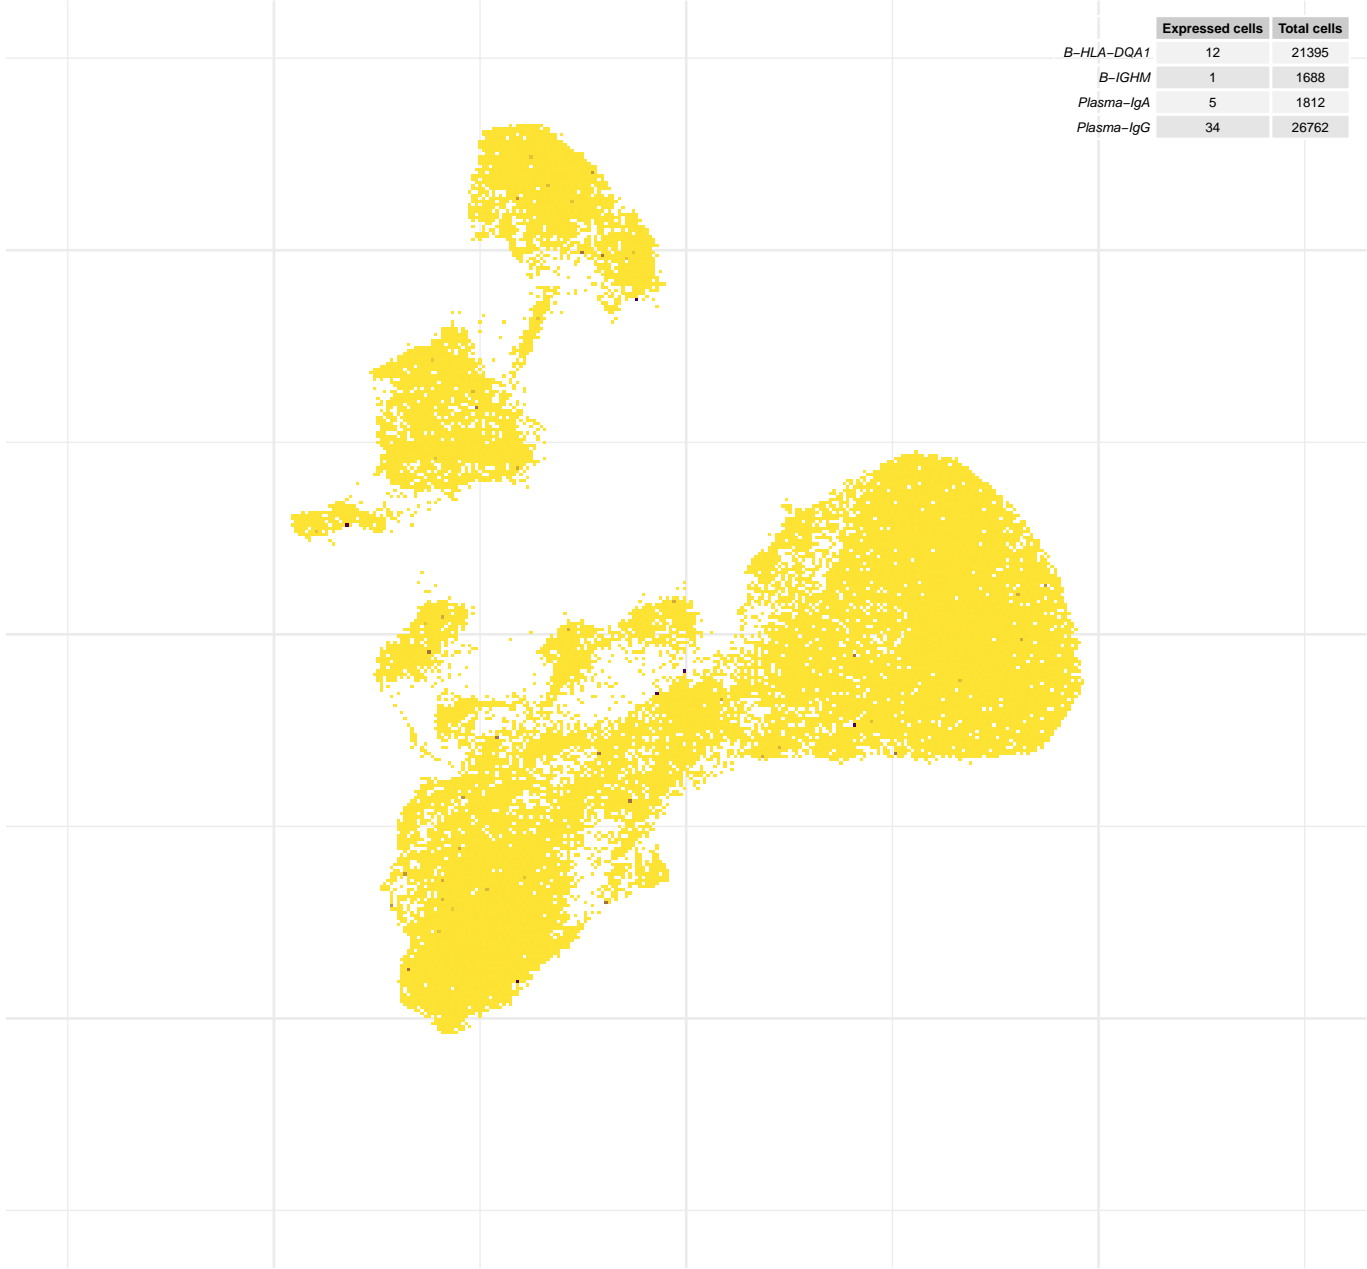 Expressed cells Total cells
B−HLA−DQA1 12 21395
B−IGHM 1 1688
Plasma−IgA 5 1812
Plasma−IgG 34 26762